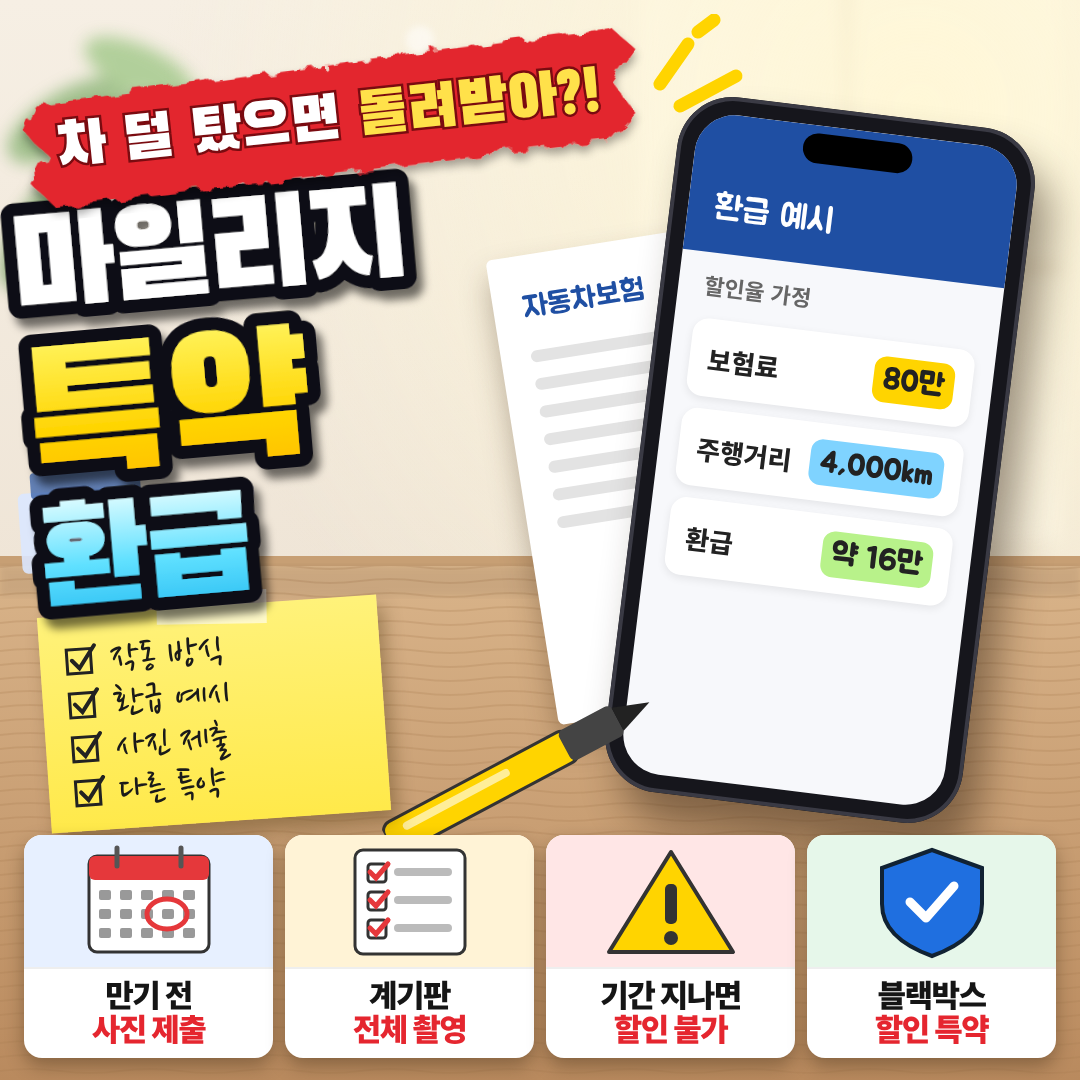 차 덜 탔으면 돌려받아?!
마일리지
특약
환급
작동 방식
환급 예시
사진 제출
다른 특약
자동차보험
환급 예시
할인율 가정
보험료 80만
주행거리 4,000km
환급 약 16만
만기 전
사진 제출
계기판
전체 촬영
기간 지나면
할인 불가
블랙박스
할인 특약